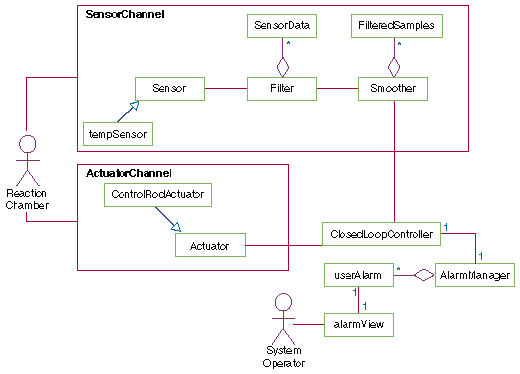 SensorChannel
SensorData
FilteredSamples
*
*
Sensor
Filter
Smoother
tempSensor
Reaction
Chamber
ActuatorChannel
ControlRodActuator
Actuator
ClosedLoopController
1
1
userAlarm
*
AlarmManager
1
1
alarmView
System
Operator